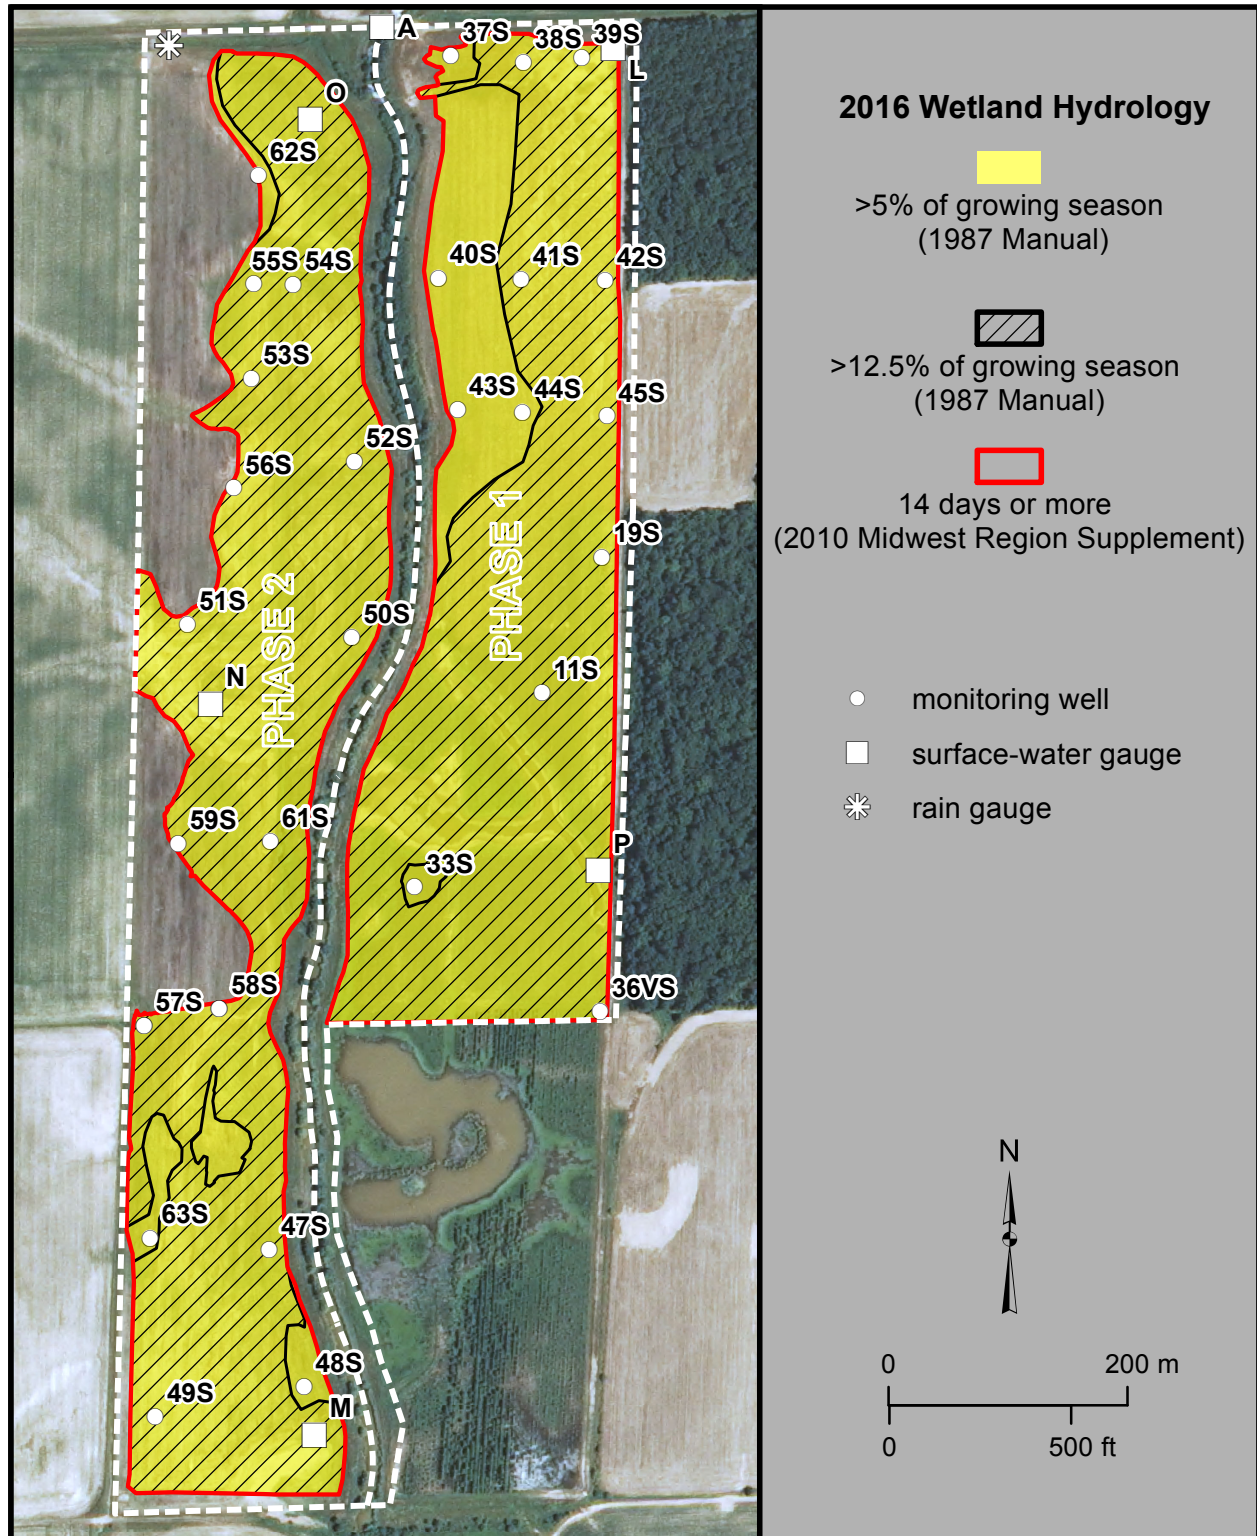 A
37S
38S
39S
L
O
62S
55S
54S
40S
41S
42S
53S
43S
44S
45S
52S
56S
19S
PHASE 1
PHASE 2
51S
50S
11S
N
59S
61S
33S
P
57S
58S
36VS
63S
47S
48S
49S
M
2016 Wetland Hydrology
>5% of growing season
(1987 Manual)
>12.5% of growing season
(1987 Manual)
14 days or more
(2010 Midwest Region Supplement)
monitoring well
surface-water gauge
rain gauge
N
0
200 m
0
500 ft